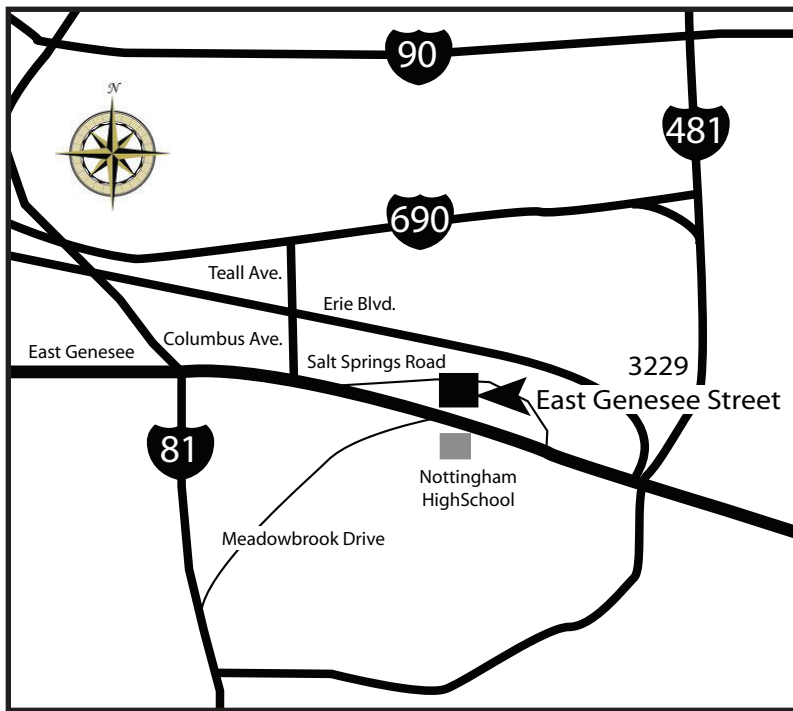 90
N
481
690
Teall Ave.
Erie Blvd.
Columbus Ave.
East Genesee
Salt Springs Road
3229
East Genesee Street
81
Nottingham
HighSchool
Meadowbrook Drive